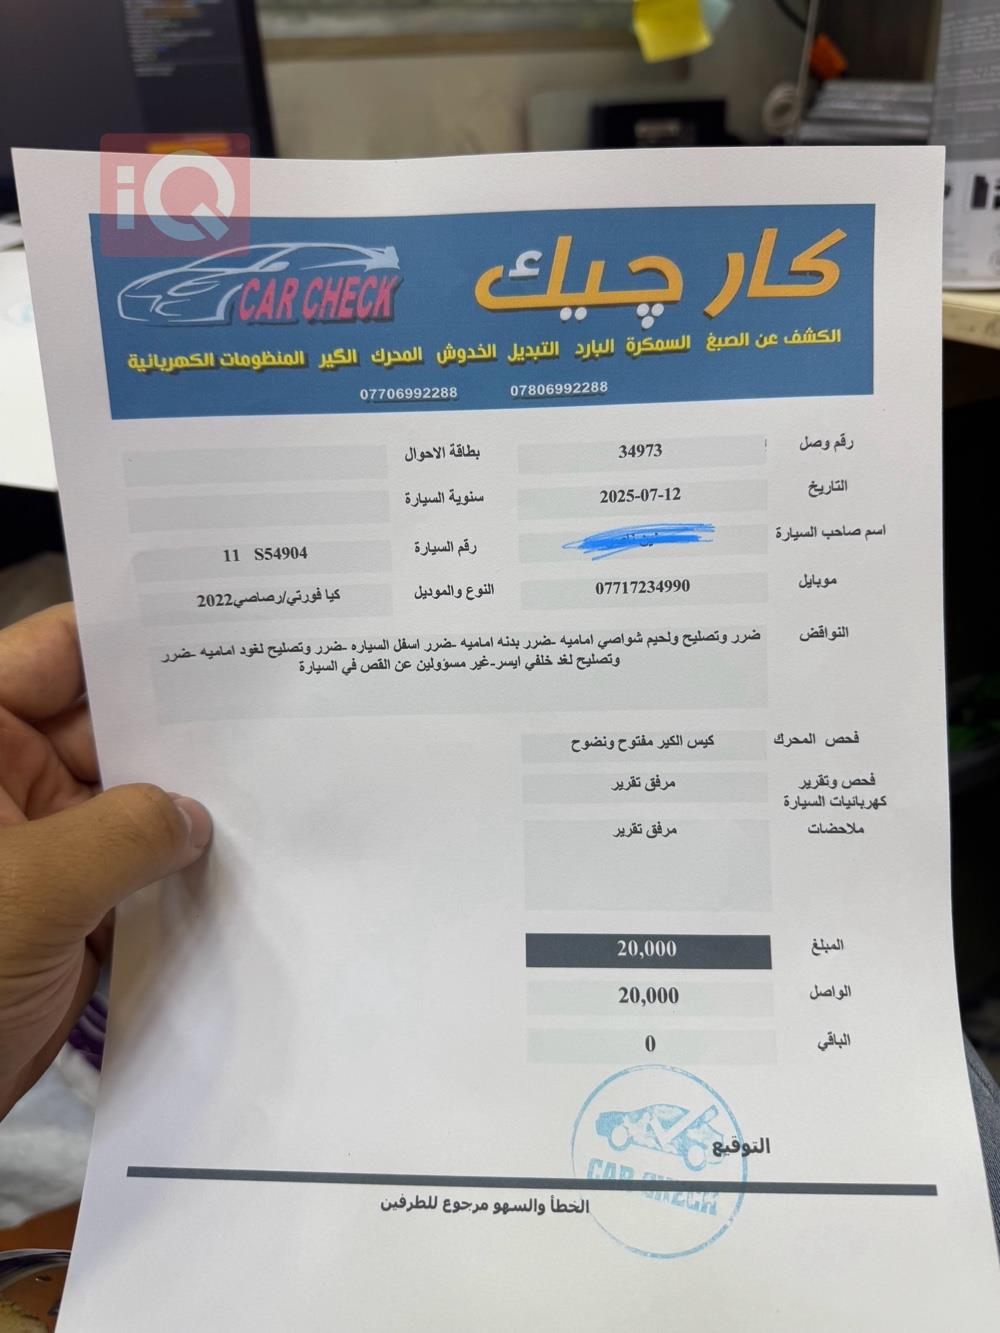 iQ
CAR CHECK
كار چيك
الكشف عن الصبغ السمكرة البارد التبديل الخدوش المحرك الكير المنظومات الكهربائية
07706992288 07806992288
رقم وصل 34973 بطاقة الاحوال
التاريخ 2025-07-12 سنوية السيارة
اسم صاحب السيارة رقم السيارة 11 S54904
موبايل 07717234990 النوع والموديل كيا فورتي/رصاصي2022
النواقض ضرر وتصليح ولحيم شواصي اماميه -ضرر بدنه اماميه -ضرر اسفل السياره -ضرر وتصليح لغود اماميه -ضرر
وتصليح لغد خلفي ايسر-غير مسؤولين عن القص في السيارة
فحص المحرك كيس الكير مفتوح ونضوح
فحص وتقرير
كهربائيات السيارة مرفق تقرير
ملاحضات مرفق تقرير
المبلغ 20,000
الواصل 20,000
الباقي 0
التوقيع
CAR CHECK
الخطأ والسهو مرجوع للطرفين